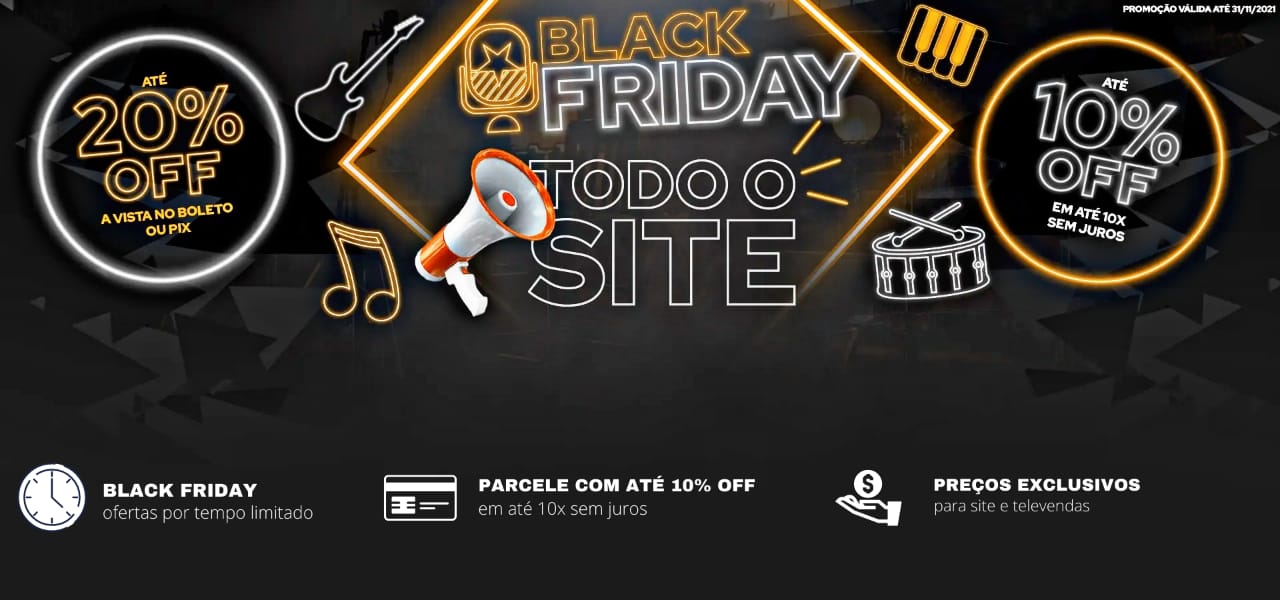 PROMOÇÃO VÁLIDA ATÉ 31/11/2021
BLACK
FRIDAY
TODO O
SITE
ATÉ
20%
OFF
A VISTA NO BOLETO
OU PIX
ATÉ
10%
OFF
EM ATÉ 10X
SEM JUROS
BLACK FRIDAY
ofertas por tempo limitado
PARCELE COM ATÉ 10% OFF
em até 10x sem juros
PREÇOS EXCLUSIVOS
para site e televendas